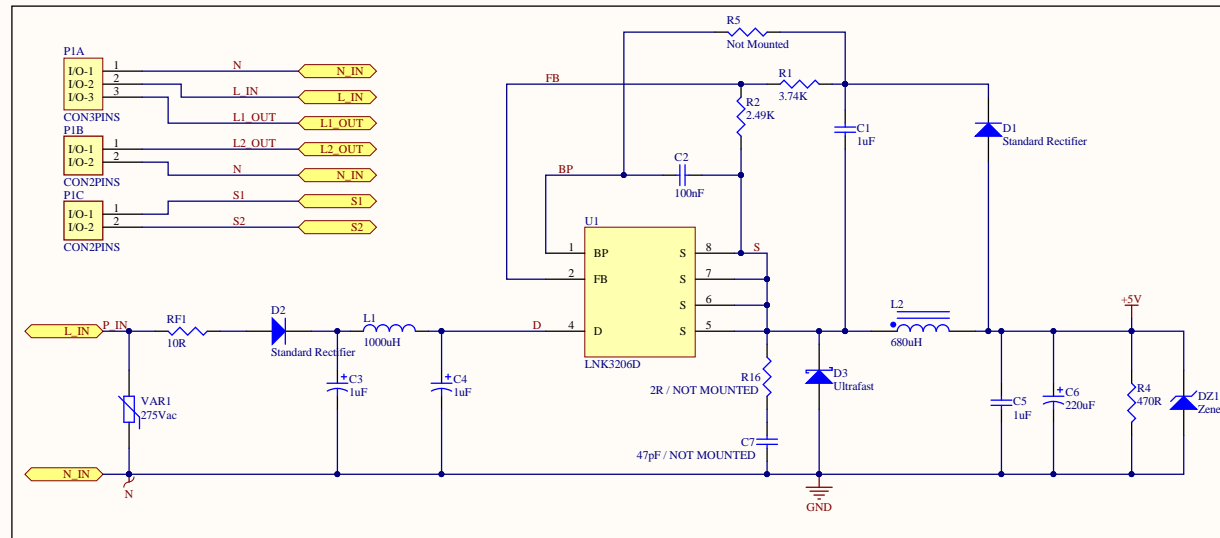 P1A
I/O-1 1 N N_IN
I/O-2 2 L_IN L_IN
I/O-3 3 L1_OUT L1_OUT
CON3PINS
P1B
I/O-1 1 L2_OUT L2_OUT
I/O-2 2 N N_IN
CON2PINS
P1C
I/O-1 1 S1 S1
I/O-2 2 S2 S2
CON2PINS
R5
Not Mounted
FB
R1
3.74K
R2
2.49K
C1
1uF
D1
Standard Rectifier
BP
C2
100nF
U1
1 BP S 8 S
2 FB S 7
S 6
D 4 D S 5
LNK3206D
L_IN P_IN
RF1
10R
D2
Standard Rectifier
L1
1000uH
L2
680uH
+5V
C3
1uF
C4
1uF
VAR1
275Vac
R16
2R / NOT MOUNTED
C7
47pF / NOT MOUNTED
D3
Ultrafast
C5
1uF
C6
220uF
R4
470R
DZ1
Zene
N_IN
N
GND